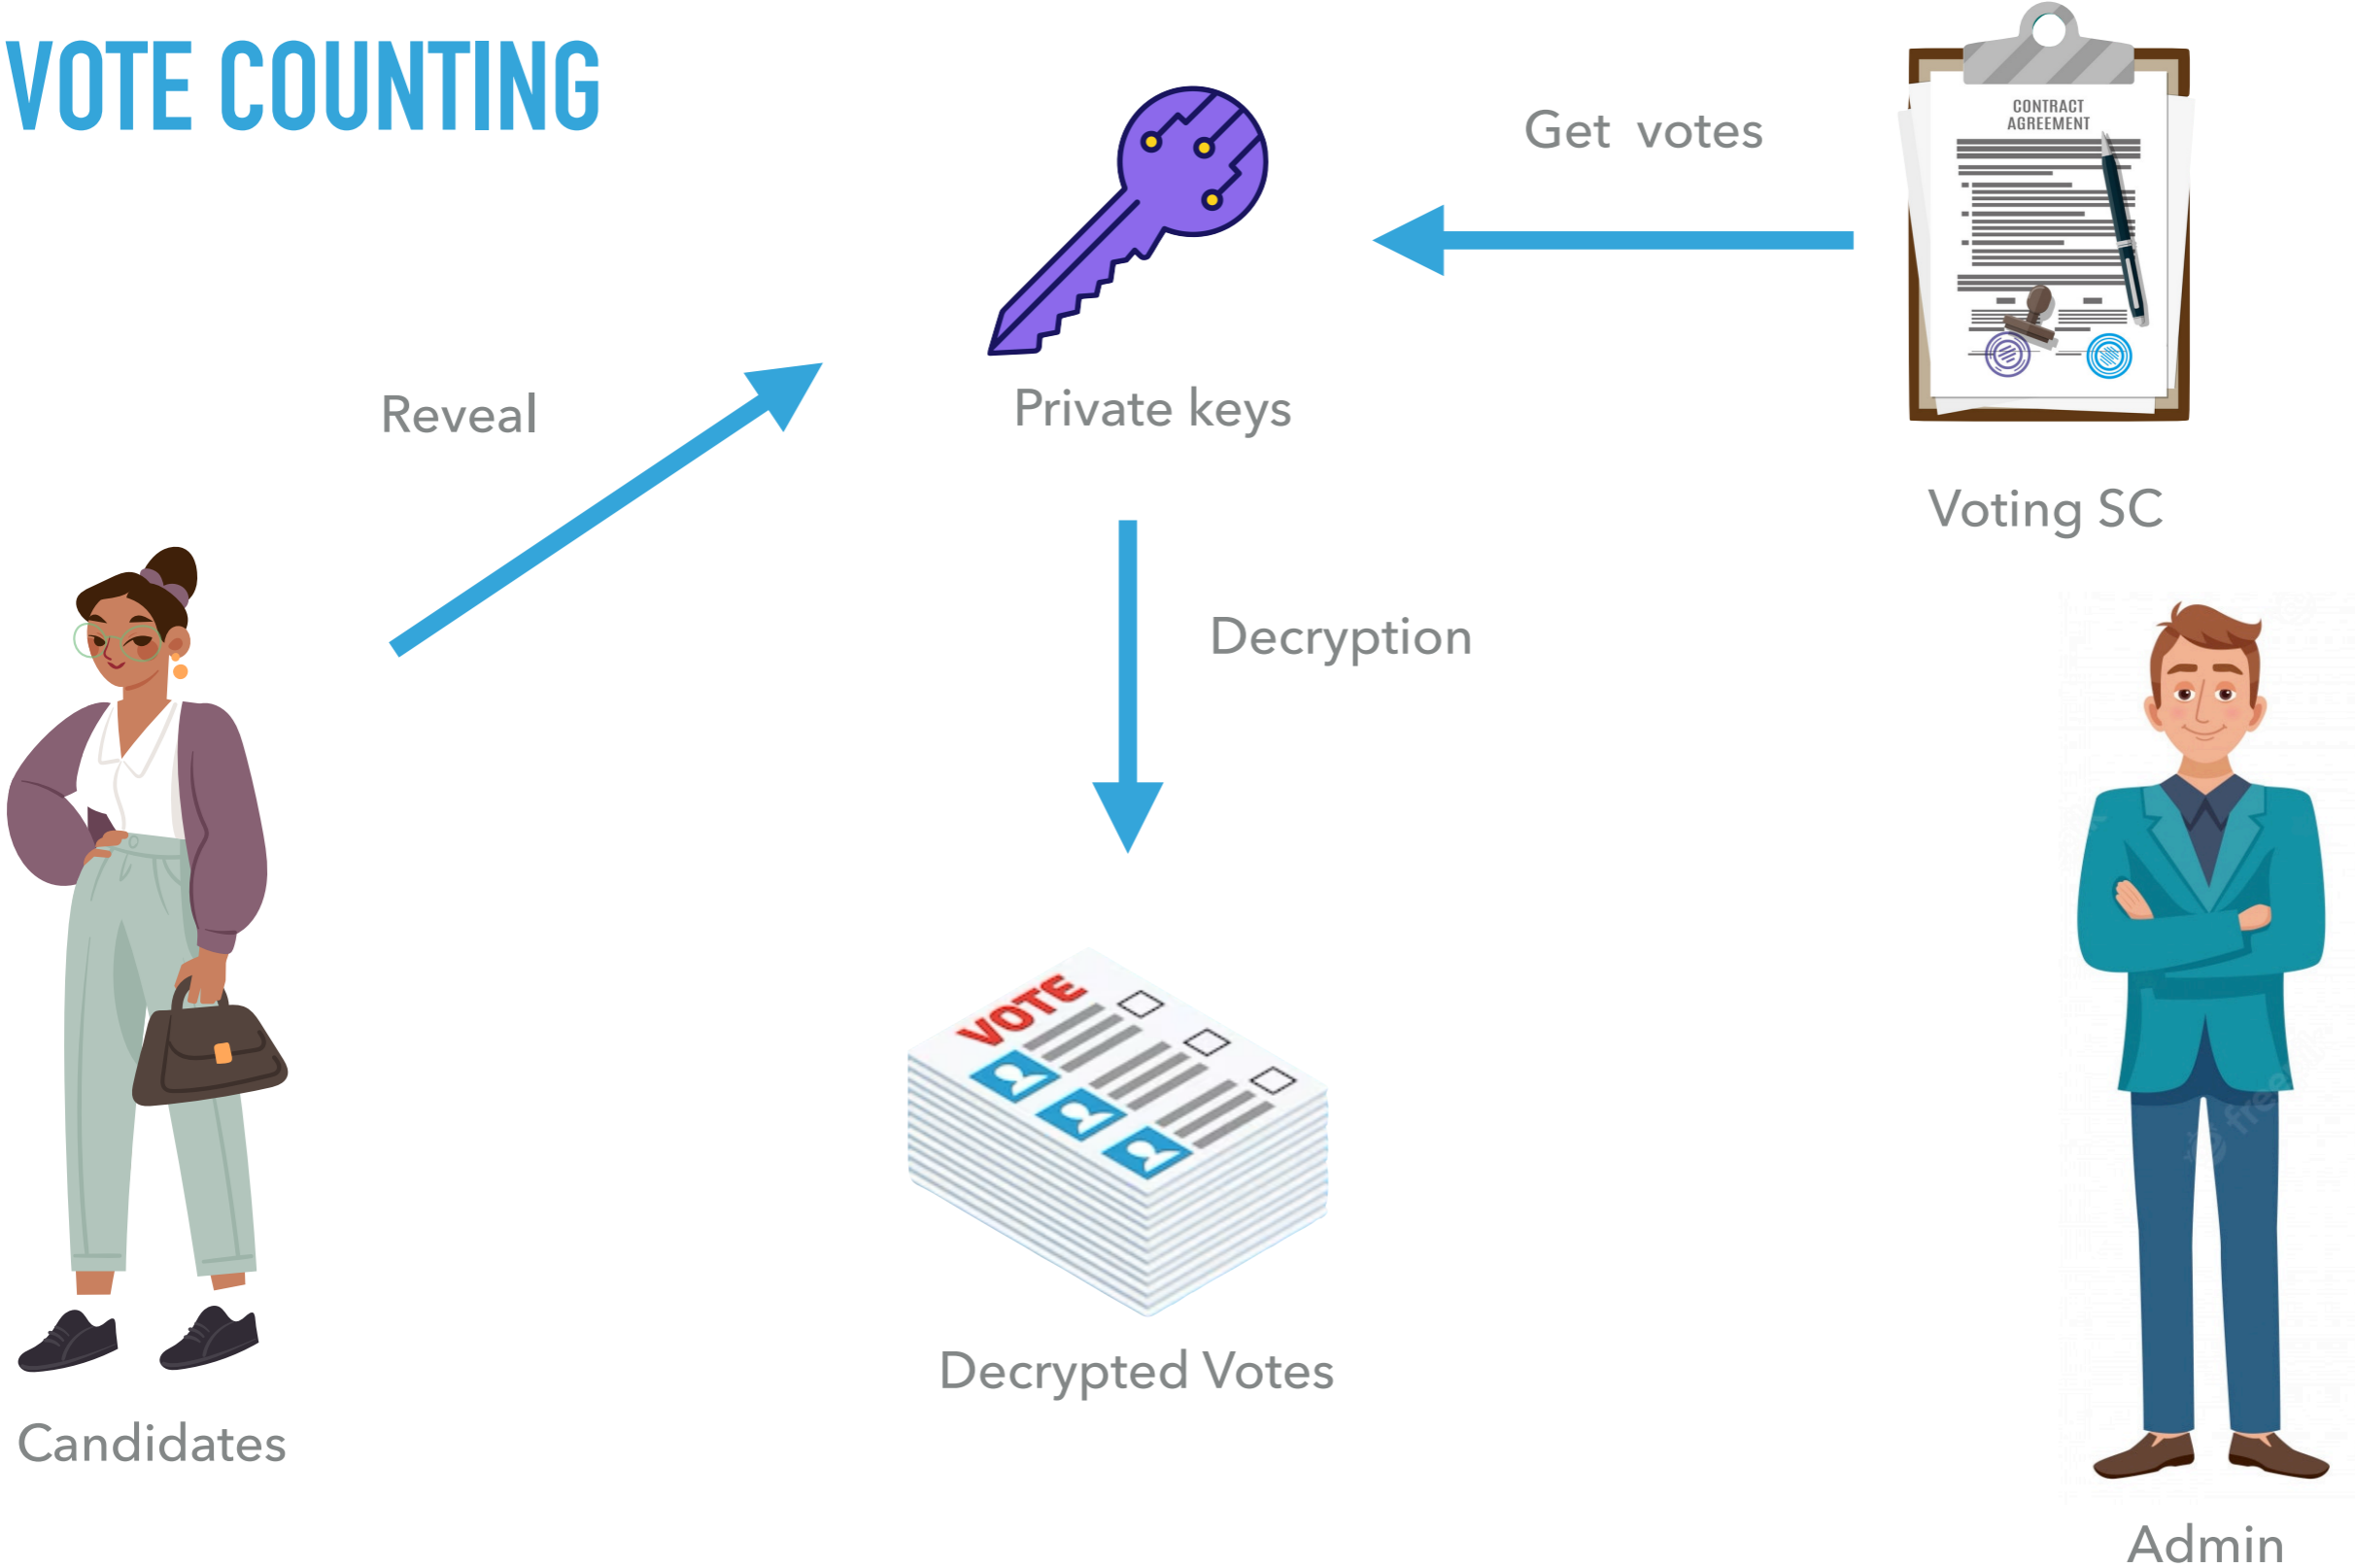 VOTE COUNTING
Get votes
CONTRACT
AGREEMENT
Reveal
Private keys
Voting SC
Decryption
VOTE
Decrypted Votes
Candidates
Admin